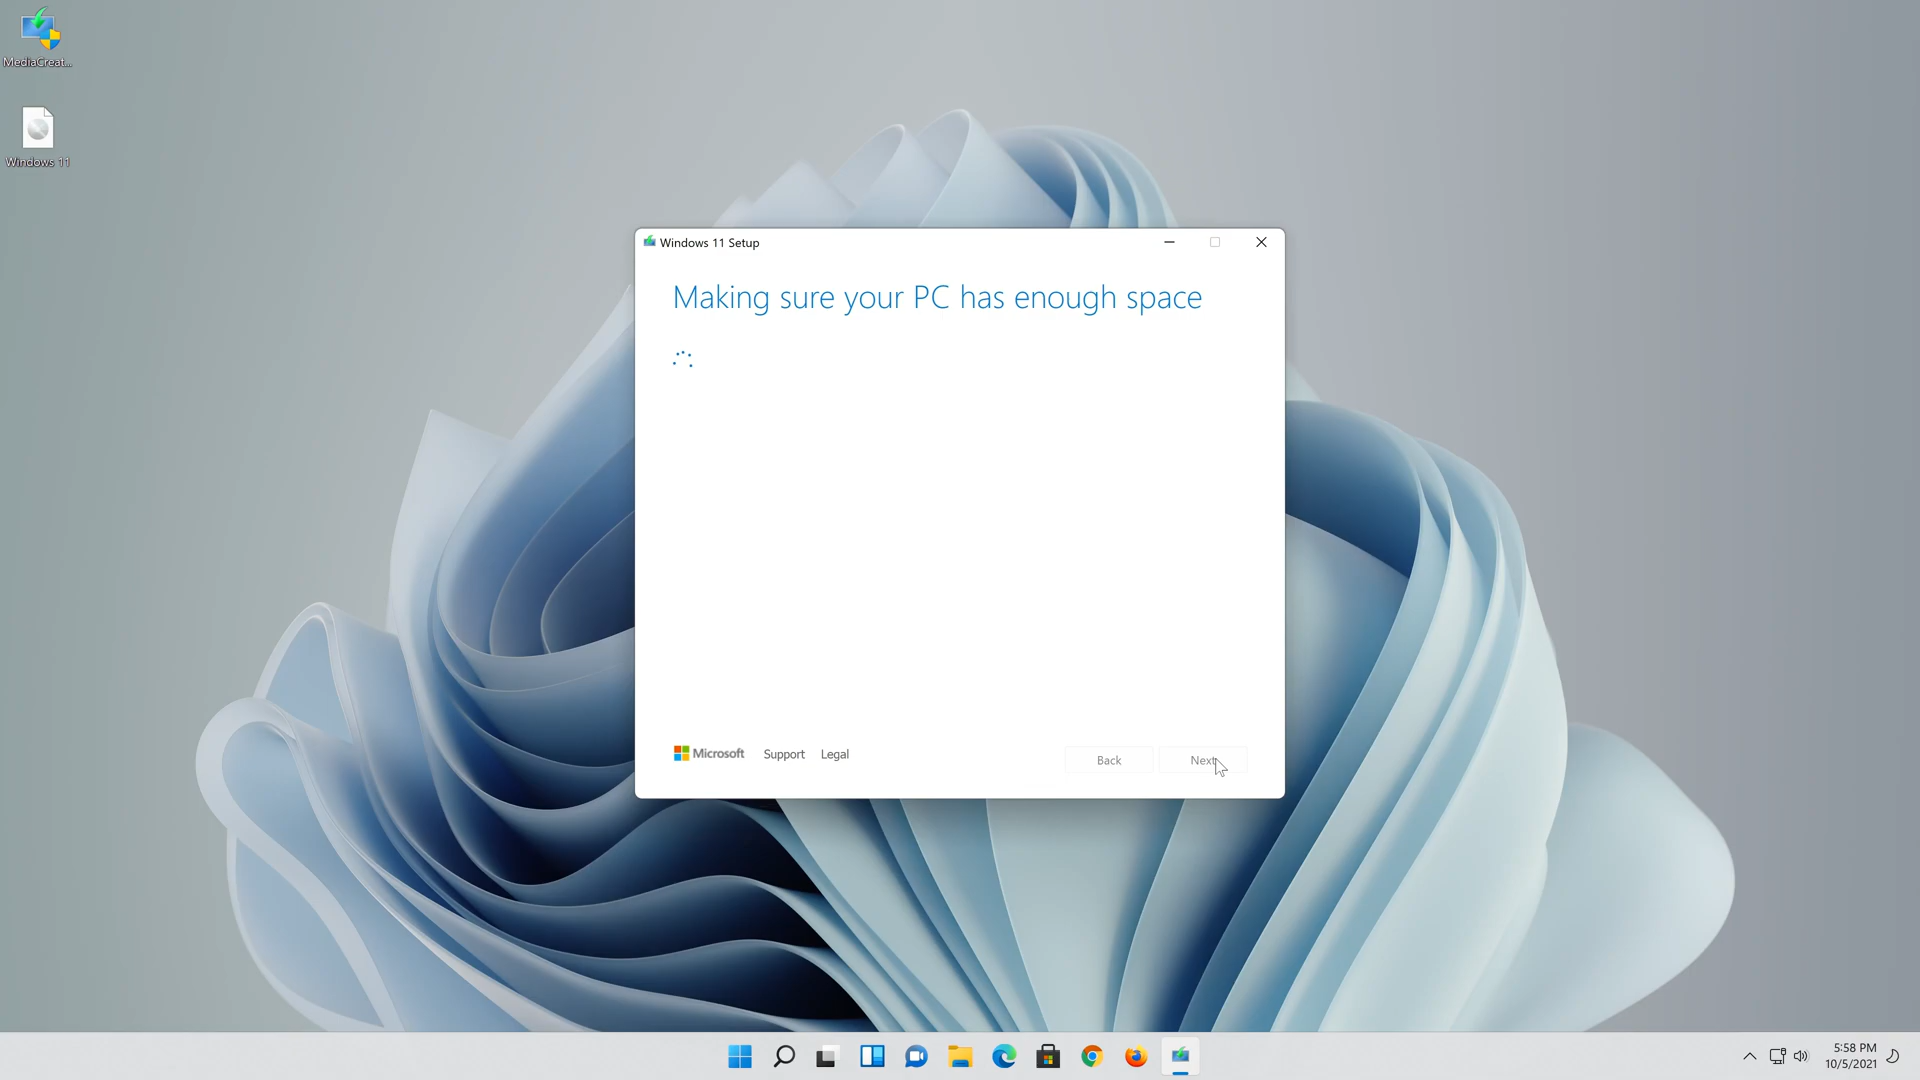 MediaCreat...
Windows 11
Windows 11 Setup
Making sure your PC has enough space
Microsoft
Support
Legal
Back
Next
5:58 PM
10/5/2021